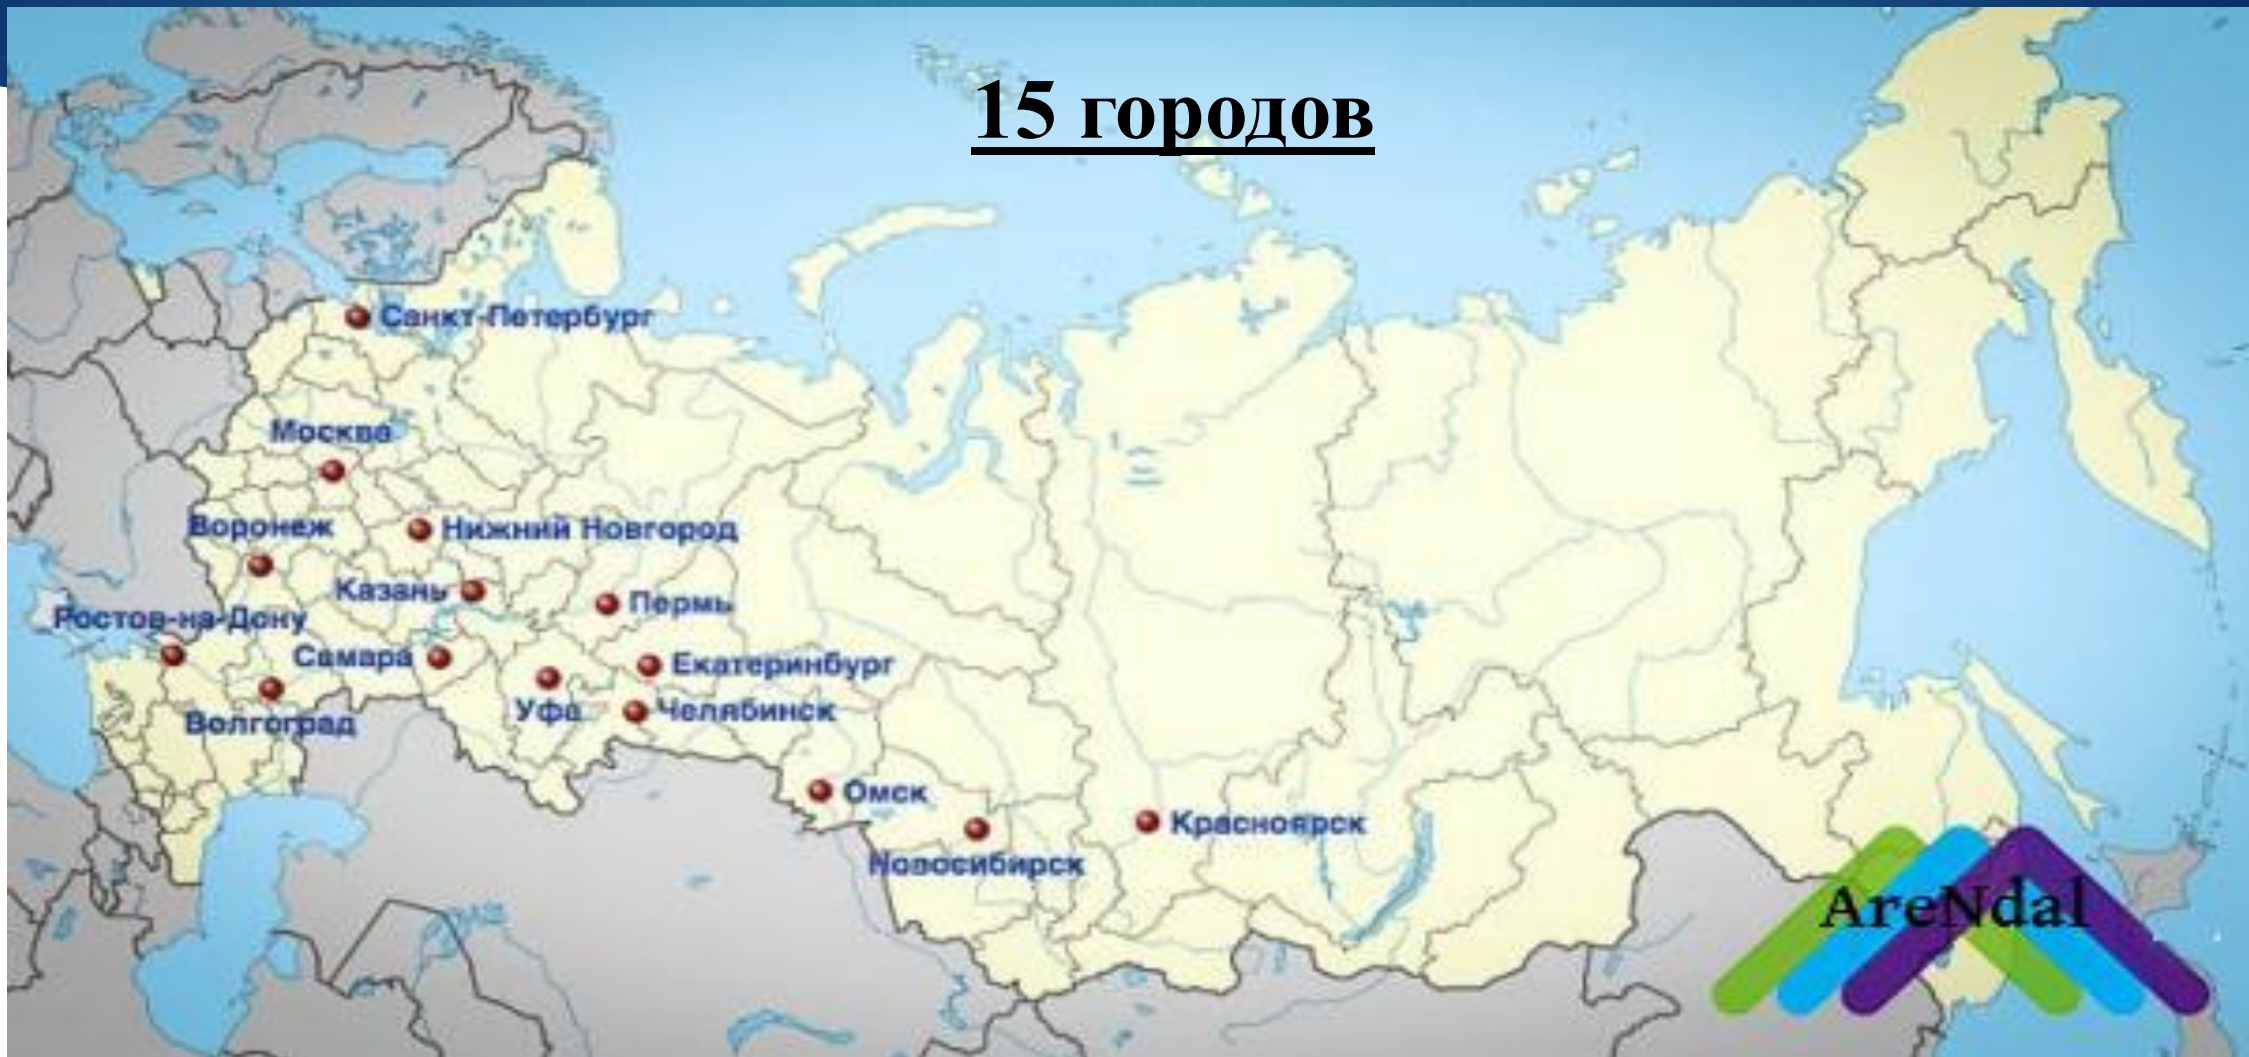 15 городов
Санкт-Петербург
Москва
Воронеж
Нижний Новгород
Казань
Пермь
Ростов-на-Дону
Самара
Екатеринбург
Уфа
Челябинск
Волгоград
Омск
Красноярск
Новосибирск
AreNdal